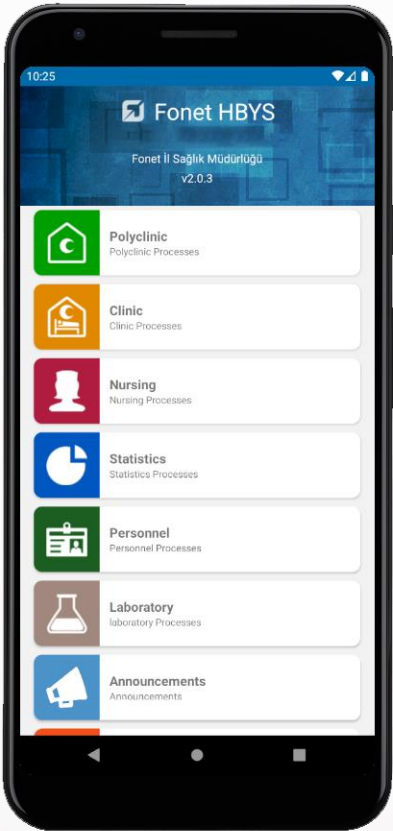 10:25
Fonet HBYS
Fonet İl Sağlık Müdürlüğü
v2.0.3
Polyclinic
Polyclinic Processes
Clinic
Clinic Processes
Nursing
Nursing Processes
Statistics
Statistics Processes
Personnel
Personnel Processes
Laboratory
laboratory Processes
Announcements
Announcements